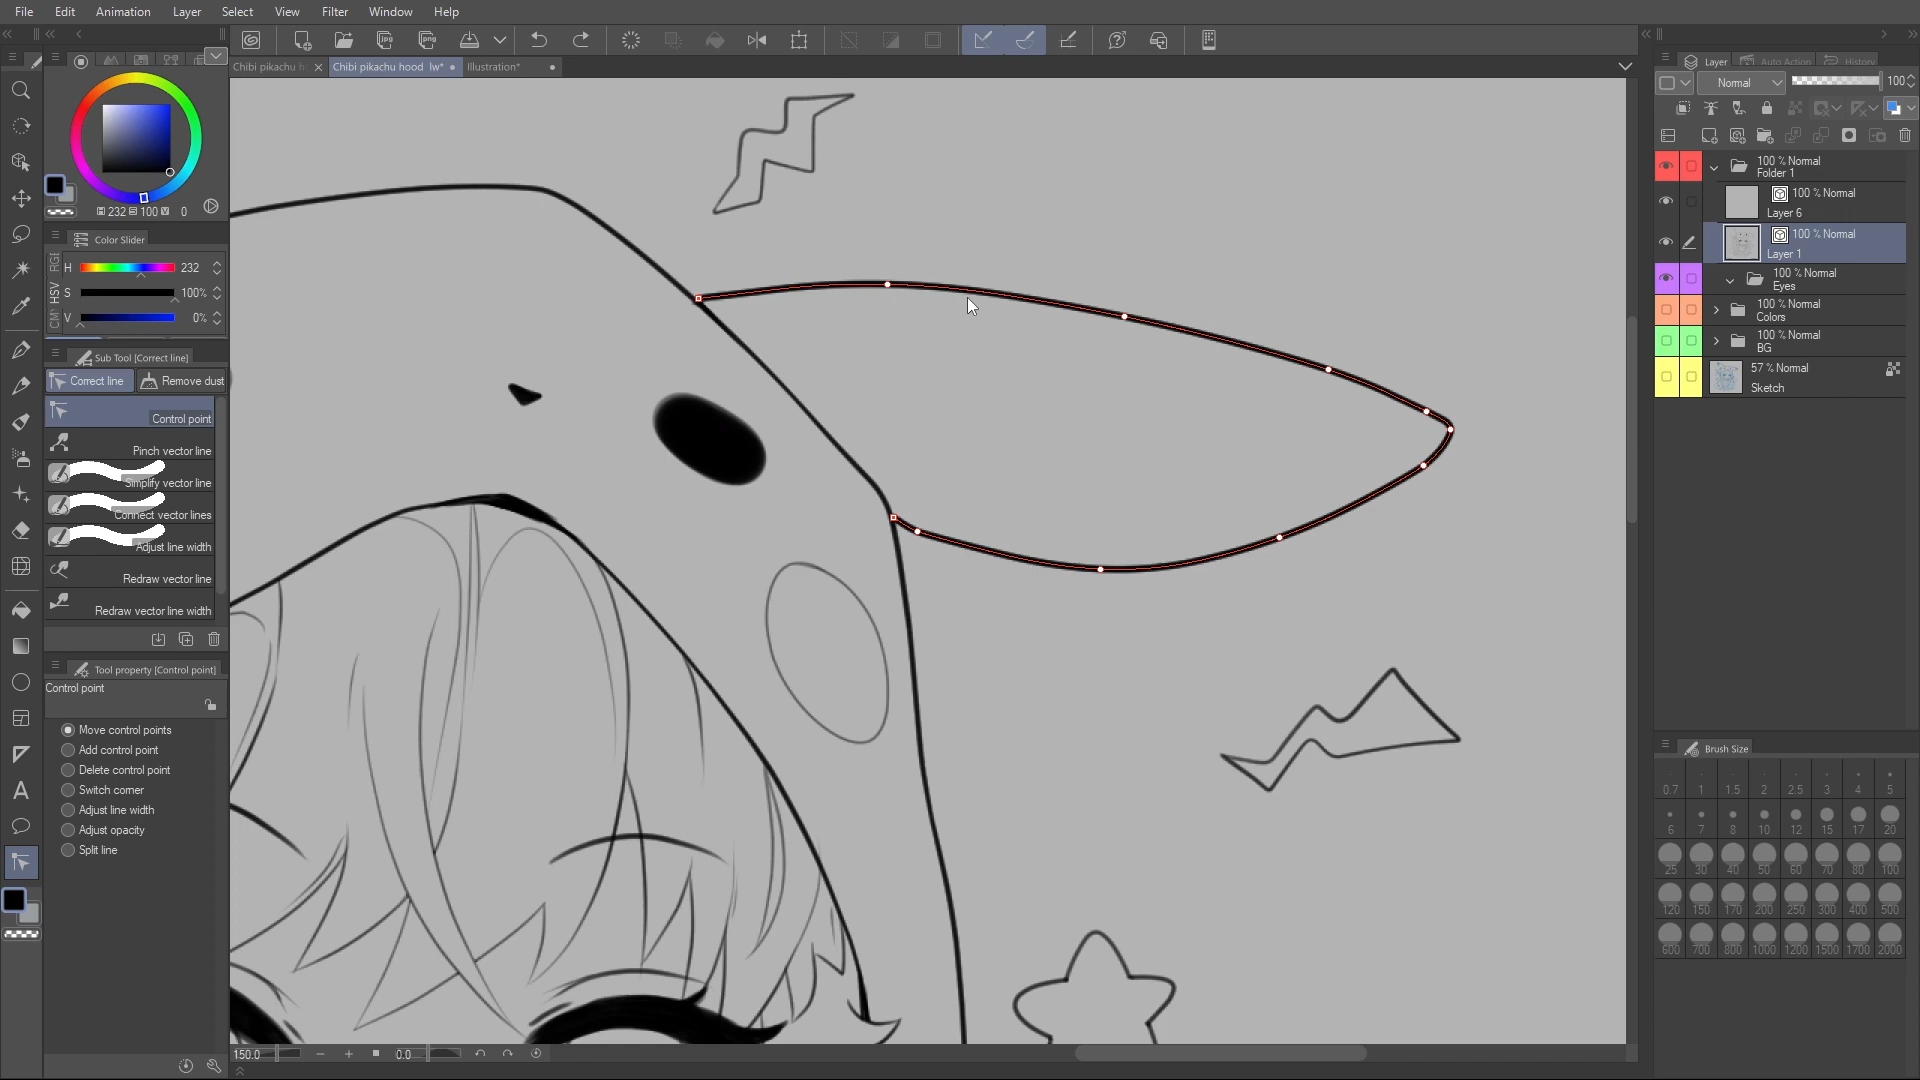 File Edit Animation Layer Select View Filter Window Help
Chibi pikachu h Chibi pikachu hood lw* Illustration*
Layer Auto Action History
Normal 100
232 100 V 0
Color Slider
RGB HSV CM
H 232
S 100%
V 0%
Sub Tool [Correct line]
Correct line Remove dust
Control point
Pinch vector line
Simplify vector line
Connect vector lines
Adjust line width
Redraw vector line
Redraw vector line width
Tool property [Control point]
Control point
Move control points
Add control point
Delete control point
Switch corner
Adjust line width
Adjust opacity
Split line
A
150.0 0.0
100 % Normal
Folder 1
100 % Normal
Layer 6
100 % Normal
Layer 1
100 % Normal
Eyes
100 % Normal
Colors
100 % Normal
BG
57 % Normal
Sketch
Brush Size
0.7 1 1.5 2 2.5 3 4 5
6 7 8 10 12 15 17 20
25 30 40 50 60 70 80 100
120 150 170 200 250 300 400 500
600 700 800 1000 1200 1500 1700 2000